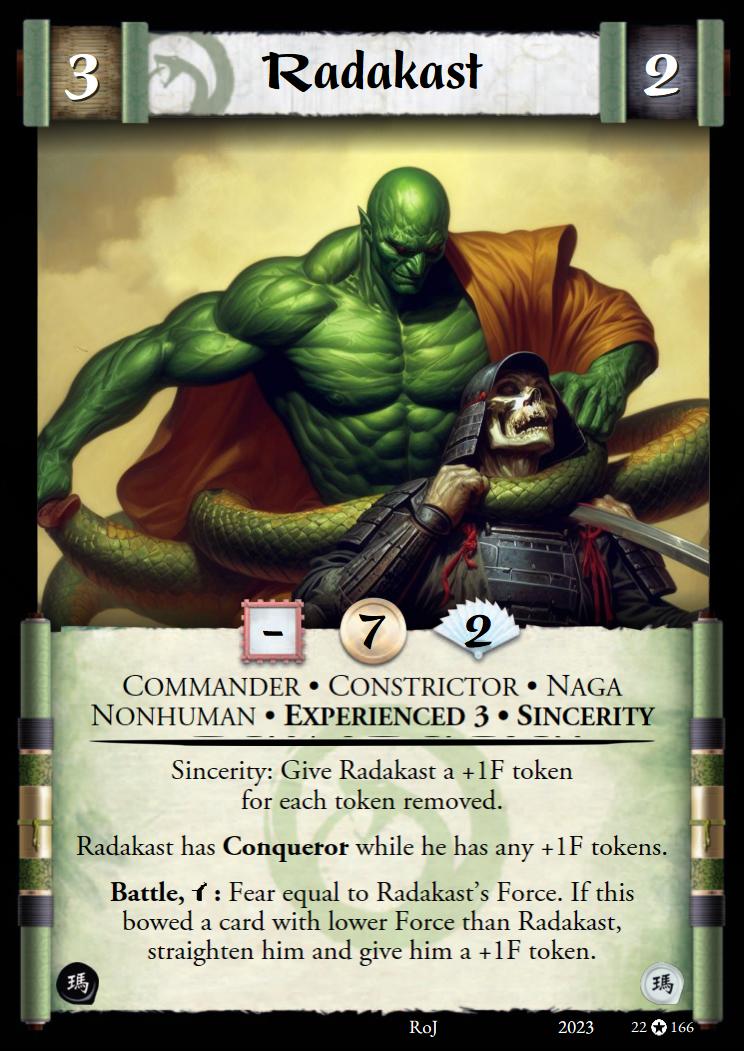 3 Radakast 2
- 7 2
COMMANDER • CONSTRICTOR • NAGA
NONHUMAN • EXPERIENCED 3 • SINCERITY
Sincerity: Give Radakast a +1F token
for each token removed.
Radakast has Conqueror while he has any +1F tokens.
Battle, : Fear equal to Radakast's Force. If this
bowed a card with lower Force than Radakast,
straighten him and give him a +1F token.
瑪 瑪
RoJ 2023 22 ✪ 166